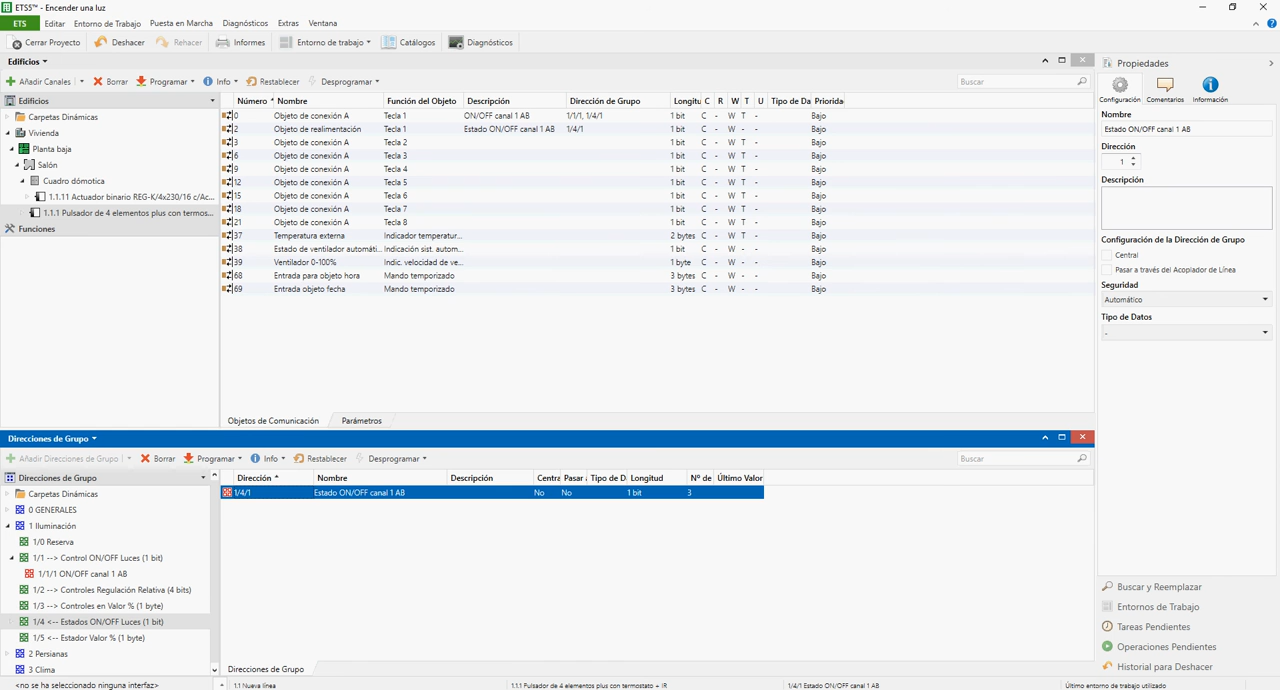 ETS5™ - Encender una luz
ETS Editar Entorno de Trabajo Puesta en Marcha Diagnósticos Extras Ventana
Cerrar Proyecto Deshacer Rehacer Informes Entorno de trabajo Catálogos Diagnósticos
Edificios
Añadir Canales Borrar Programar Info Restablecer Desprogramar Buscar
Edificios
Carpetas Dinámicas
Vivienda
Planta baja
Salón
Cuadro dómotica
1.1.11 Actuador binario REG-K/4x230/16 c/Ac...
1.1.1 Pulsador de 4 elementos plus con termos...
Funciones
Número Nombre Función del Objeto Descripción Dirección de Grupo Longitu C R W T U Tipo de Da Priorida
0 Objeto de conexión A Tecla 1 ON/OFF canal 1 AB 1/1/1, 1/4/1 1 bit C - W T - Bajo
2 Objeto de realimentación Tecla 1 Estado ON/OFF canal 1 AB 1/4/1 1 bit C - W - - Bajo
3 Objeto de conexión A Tecla 2 1 bit C - W T - Bajo
6 Objeto de conexión A Tecla 3 1 bit C - W T - Bajo
9 Objeto de conexión A Tecla 4 1 bit C - W T - Bajo
12 Objeto de conexión A Tecla 5 1 bit C - W T - Bajo
15 Objeto de conexión A Tecla 6 1 bit C - W T - Bajo
18 Objeto de conexión A Tecla 7 1 bit C - W T - Bajo
21 Objeto de conexión A Tecla 8 1 bit C - W T - Bajo
37 Temperatura externa Indicador temperatur... 2 bytes C - W T - Bajo
38 Estado de ventilador automáti... Indicación sist. autom... 1 bit C - W - - Bajo
39 Ventilador 0-100% Indic. velocidad de ve... 1 byte C - W - - Bajo
68 Entrada para objeto hora Mando temporizado 3 bytes C - W - - Bajo
69 Entrada objeto fecha Mando temporizado 3 bytes C - W - - Bajo
Objetos de Comunicación Parámetros
Propiedades
Configuración Comentarios Información
Nombre
Estado ON/OFF canal 1 AB
Dirección
1
Descripción
Configuración de la Dirección de Grupo
Central
Pasar a través del Acoplador de Línea
Seguridad
Automático
Tipo de Datos
-
Direcciones de Grupo
Añadir Direcciones de Grupo Borrar Programar Info Restablecer Desprogramar Buscar
Direcciones de Grupo
Carpetas Dinámicas
0 GENERALES
1 Iluminación
1/0 Reserva
1/1 --> Control ON/OFF Luces (1 bit)
1/1/1 ON/OFF canal 1 AB
1/2 --> Controles Regulación Relativa (4 bits)
1/3 --> Controles en Valor % (1 byte)
1/4 <-- Estados ON/OFF Luces (1 bit)
1/5 <-- Estador Valor % (1 byte)
2 Persianas
3 Clima
Dirección Nombre Descripción Centra Pasar a Tipo de D Longitud Nº de Último Valor
1/4/1 Estado ON/OFF canal 1 AB No No 1 bit 3
Direcciones de Grupo
Buscar y Reemplazar
Entornos de Trabajo
Tareas Pendientes
Operaciones Pendientes
Historial para Deshacer
<no se ha seleccionado ninguna interfaz> 1.1 Nueva línea 1.1.1 Pulsador de 4 elementos plus con termostato + IR 1/4/1 Estado ON/OFF canal 1 AB Último entorno de trabajo utilizado